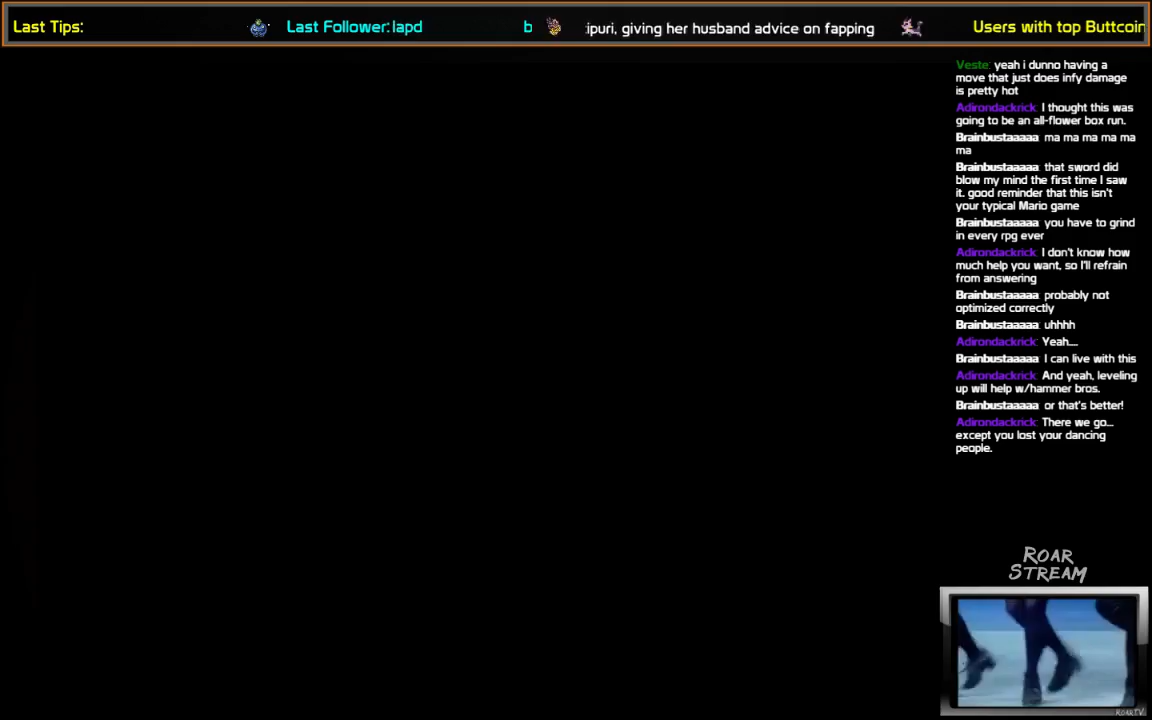 Last Tips:
Last Follower: lapd
b
ipuri, giving her husband advice on fapping
Users with top Buttcoin
Veste: yeah i dunno having a
move that just does infy damage
is pretty hot
Adirondackrick: I thought this was
going to be an all-flower box run.
Brainbustaaaaa: ma ma ma ma ma
ma
Brainbustaaaaa: that sword did
blow my mind the first time I saw
it. good reminder that this isn't
your typical Mario game
Brainbustaaaaa: you have to grind
in every rpg ever
Adirondackrick: I don't know how
much help you want, so I'll refrain
from answering
Brainbustaaaaa: probably not
optimized correctly
Brainbustaaaaa: uhhhh
Adirondackrick: Yeah....
Brainbustaaaaa: I can live with this
Adirondackrick: And yeah, leveling
up will help w/hammer bros.
Brainbustaaaaa: or that's better!
Adirondackrick: There we go...
except you lost your dancing
people.
ROAR
STREAM
ROARTV